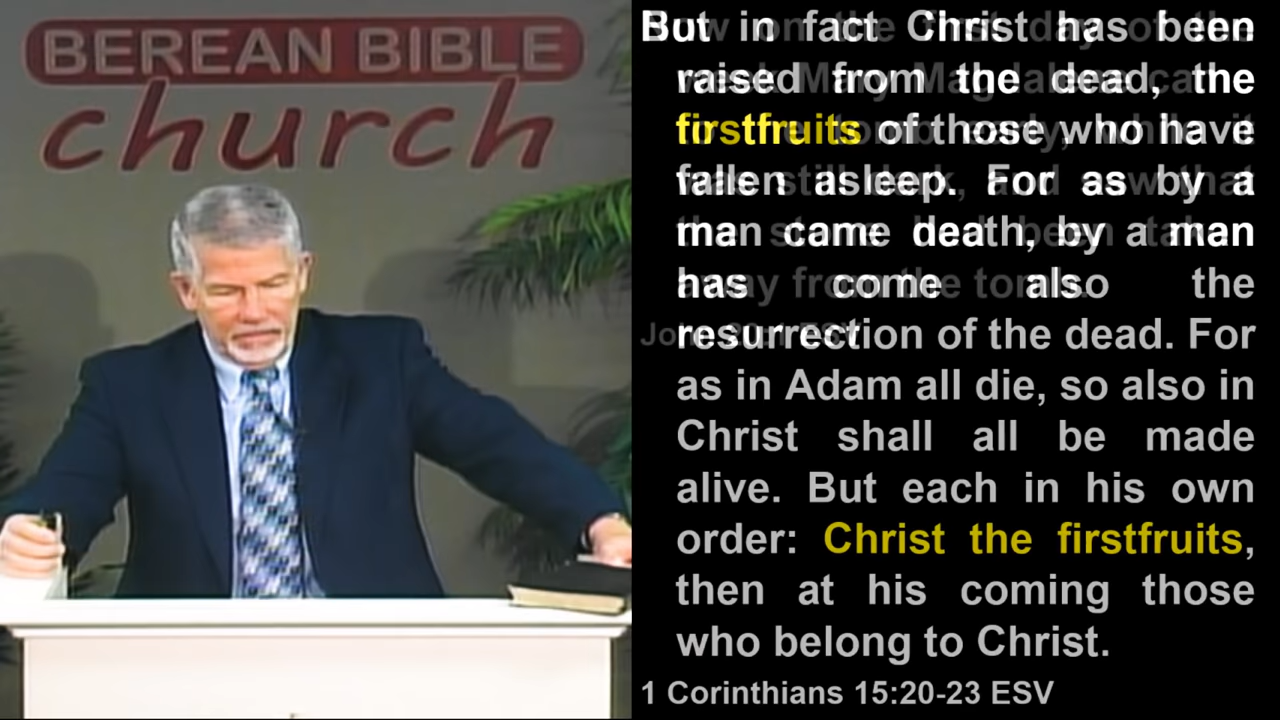 BEREAN BIBLE
church
But in fact Christ has been
raised from the dead, the
firstfruits of those who have
fallen asleep. For as by a
man came death, by a man
has come also the
resurrection of the dead. For
as in Adam all die, so also in
Christ shall all be made
alive. But each in his own
order: Christ the firstfruits,
then at his coming those
who belong to Christ.
1 Corinthians 15:20-23 ESV